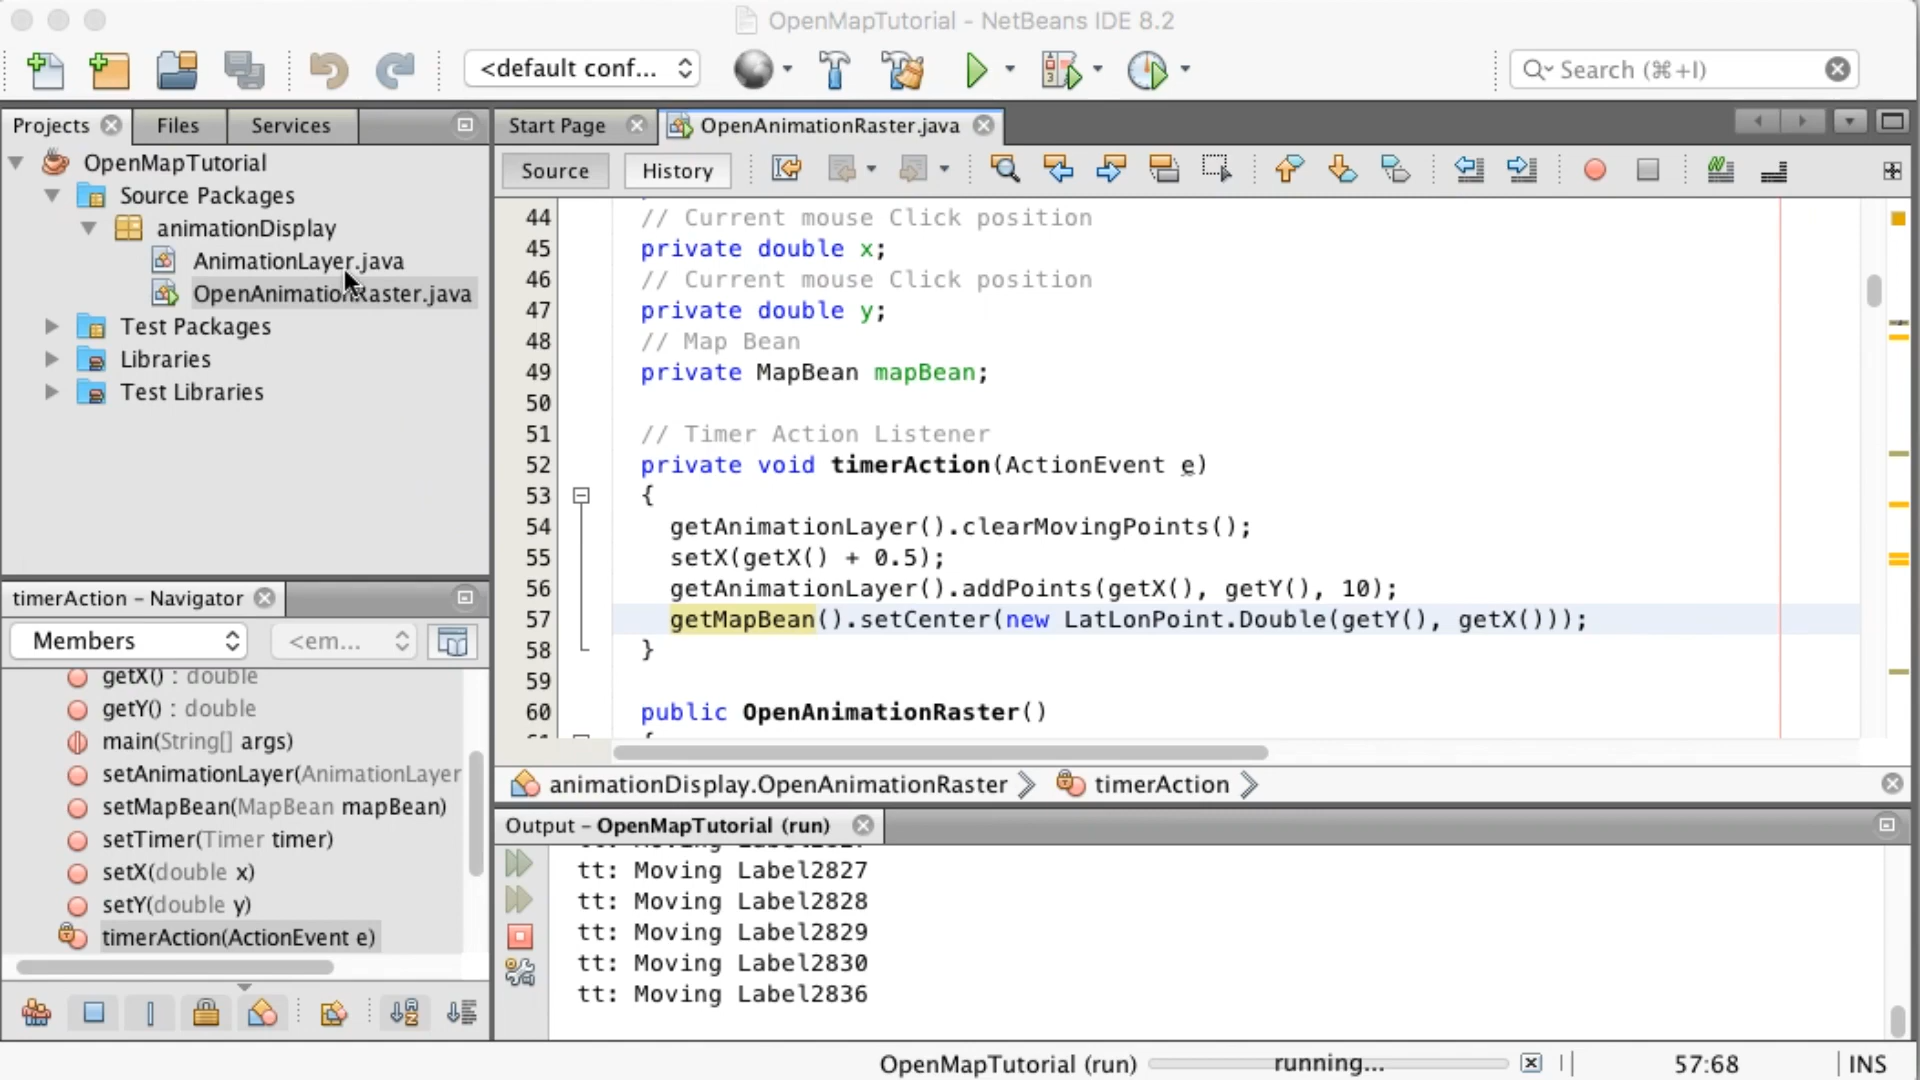 OpenMapTutorial - NetBeans IDE 8.2
<default conf...
Search (⌘+I)
Projects
Files
Services
Start Page
OpenAnimationRaster.java
OpenMapTutorial
Source Packages
animationDisplay
AnimationLayer.java
OpenAnimationRaster.java
Test Packages
Libraries
Test Libraries
Source
History
44 // Current mouse Click position
45 private double x;
46 // Current mouse Click position
47 private double y;
48 // Map Bean
49 private MapBean mapBean;
50
51 // Timer Action Listener
52 private void timerAction(ActionEvent e)
53 {
54 getAnimationLayer().clearMovingPoints();
55 setX(getX() + 0.5);
56 getAnimationLayer().addPoints(getX(), getY(), 10);
57 getMapBean().setCenter(new LatLonPoint.Double(getY(), getX()));
58 }
59
60 public OpenAnimationRaster()
timerAction - Navigator
Members
<em...
getX() : double
getY() : double
main(String[] args)
setAnimationLayer(AnimationLayer
setMapBean(MapBean mapBean)
setTimer(Timer timer)
setX(double x)
setY(double y)
timerAction(ActionEvent e)
animationDisplay.OpenAnimationRaster
timerAction
Output - OpenMapTutorial (run)
tt: Moving Label2827
tt: Moving Label2828
tt: Moving Label2829
tt: Moving Label2830
tt: Moving Label2836
OpenMapTutorial (run)
running...
57:68
INS